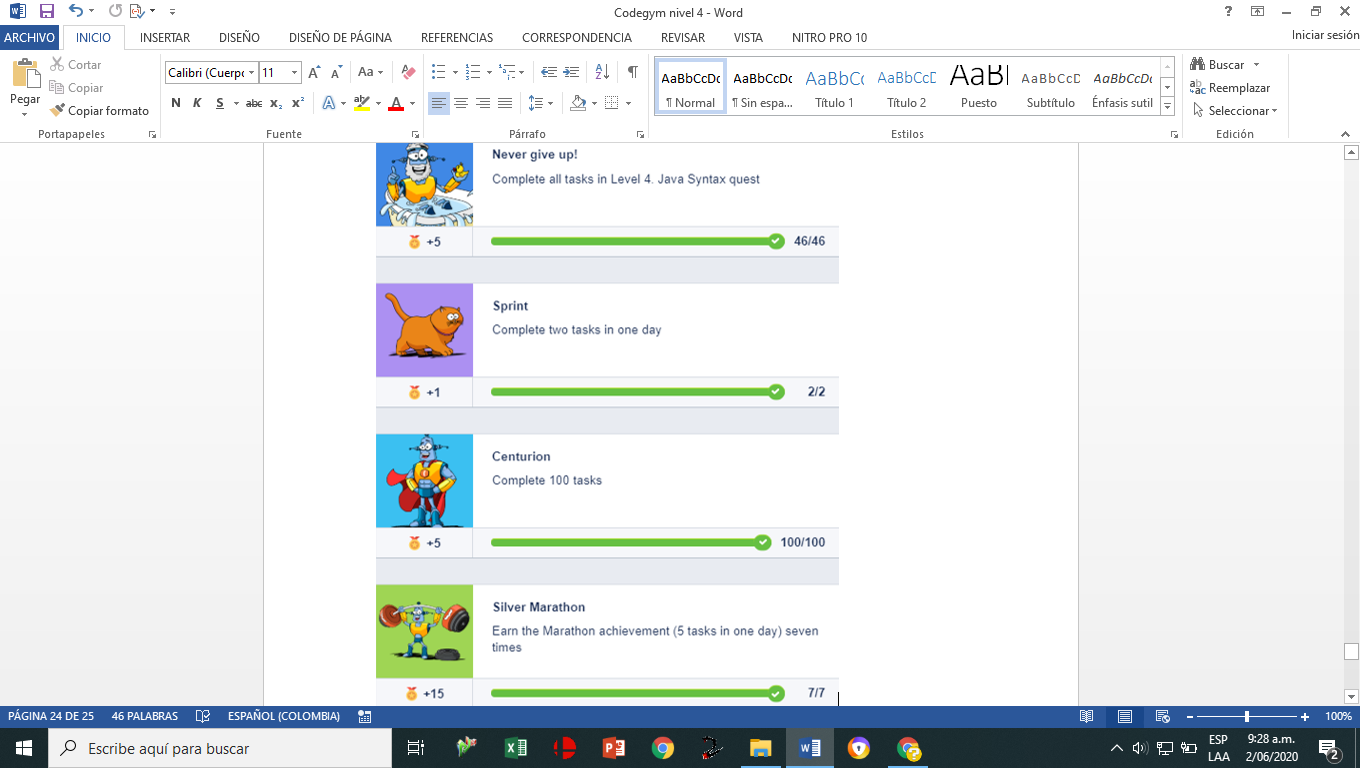 Codegym nivel 4 - Word
ARCHIVO INICIO INSERTAR DISEÑO DISEÑO DE PÁGINA REFERENCIAS CORRESPONDENCIA REVISAR VISTA NITRO PRO 10 Iniciar sesión
Pegar
Cortar
Copiar
Copiar formato
Portapapeles
Calibri (Cuerpo 11
N K S abc x₂ x²
Aa
Fuente
Párrafo
AaBbCcDc AaBbCcDc AaBbCc AaBbCcD AaBl AaBbCcD AaBbCcDc
¶ Normal ¶ Sin espa... Título 1 Título 2 Puesto Subtítulo Énfasis sutil
Estilos
Buscar
Reemplazar
Seleccionar
Edición
Never give up!
Complete all tasks in Level 4. Java Syntax quest
+5 46/46
Sprint
Complete two tasks in one day
+1 2/2
Centurion
Complete 100 tasks
+5 100/100
Silver Marathon
Earn the Marathon achievement (5 tasks in one day) seven
times
+15 7/7
PÁGINA 24 DE 25 46 PALABRAS ESPAÑOL (COLOMBIA) 100%
Escribe aquí para buscar
ESP
LAA
9:28 a.m.
2/06/2020
2